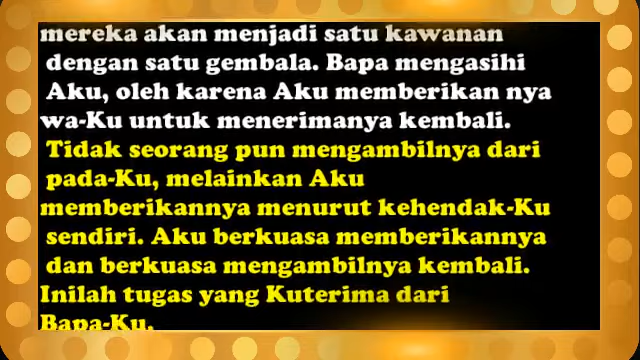 mereka akan menjadi satu kawanan
dengan satu gembala. Bapa mengasihi
Aku, oleh karena Aku memberikan nya
wa-Ku untuk menerimanya kembali.
Tidak seorang pun mengambilnya dari
pada-Ku, melainkan Aku
memberikannya menurut kehendak-Ku
sendiri. Aku berkuasa memberikannya
dan berkuasa mengambilnya kembali.
Inilah tugas yang Kuterima dari
Bapa-Ku.